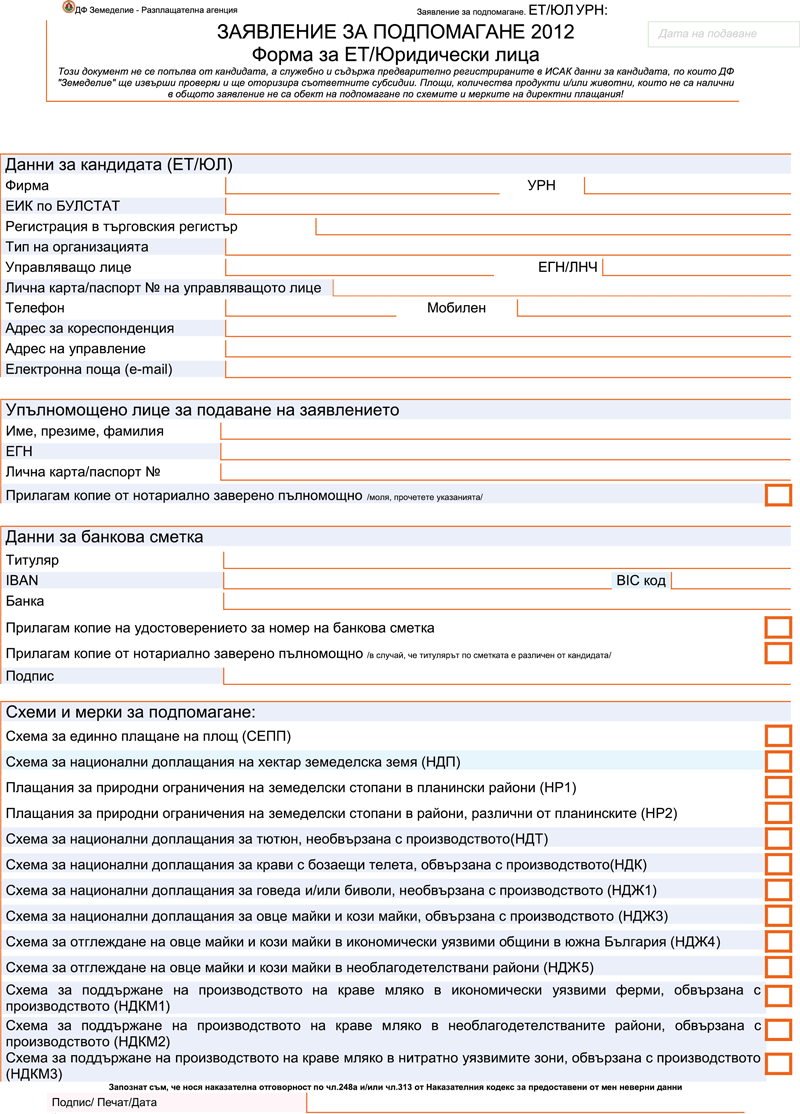 ДФ Земеделие - Разплащателна агенция
Заявление за подпомагане. ЕТ/ЮЛ УРН:
ЗАЯВЛЕНИЕ ЗА ПОДПОМАГАНЕ 2012
Дата на подаване
Форма за ЕТ/Юридически лица
Този документ не се попълва от кандидата, а служебно и съдържа предварително регистрираните в ИСАК данни за кандидата, по които ДФ
"Земеделие" ще извърши проверки и ще оторизира съответните субсидии. Площи, количества продукти и/или животни, които не са налични
в общото заявление не са обект на подпомагане по схемите и мерките на директни плащания!
Данни за кандидата (ЕТ/ЮЛ)
Фирма УРН
ЕИК по БУЛСТАТ
Регистрация в търговския регистър
Тип на организацията
Управляващо лице ЕГН/ЛНЧ
Лична карта/паспорт № на управляващото лице
Телефон Мобилен
Адрес за кореспонденция
Адрес на управление
Електронна поща (e-mail)
Упълномощено лице за подаване на заявлението
Име, презиме, фамилия
ЕГН
Лична карта/паспорт №
Прилагам копие от нотариално заверено пълномощно /моля, прочетете указанията/
Данни за банкова сметка
Титуляр
IBAN BIC код
Банка
Прилагам копие на удостоверението за номер на банкова сметка
Прилагам копие от нотариално заверено пълномощно /в случай, че титулярът по сметката е различен от кандидата/
Подпис
Схеми и мерки за подпомагане:
Схема за единно плащане на площ (СЕПП)
Схема за национални доплащания на хектар земеделска земя (НДП)
Плащания за природни ограничения на земеделски стопани в планински райони (НР1)
Плащания за природни ограничения на земеделски стопани в райони, различни от планинските (НР2)
Схема за национални доплащания за тютюн, необвързана с производството(НДТ)
Схема за национални доплащания за крави с бозаещи телета, обвързана с производството(НДК)
Схема за национални доплащания за говеда и/или биволи, необвързана с производството (НДЖ1)
Схема за национални доплащания за овце майки и кози майки, обвързана с производството (НДЖ3)
Схема за отглеждане на овце майки и кози майки в икономически уязвими общини в южна България (НДЖ4)
Схема за отглеждане на овце майки и кози майки в необлагодетелствани райони (НДЖ5)
Схема за поддържане на производството на краве мляко в икономически уязвими ферми, обвързана с
производството (НДКМ1)
Схема за поддържане на производството на краве мляко в необлагодетелстваните райони, обвързана с
производството (НДКМ2)
Схема за поддържане на производството на краве мляко в нитратно уязвимите зони, обвързана с производството
(НДКМ3)
Запознат съм, че нося наказателна отговорност по чл.248а и/или чл.313 от Наказателния кодекс за предоставени от мен неверни данни
Подпис/ Печат/Дата